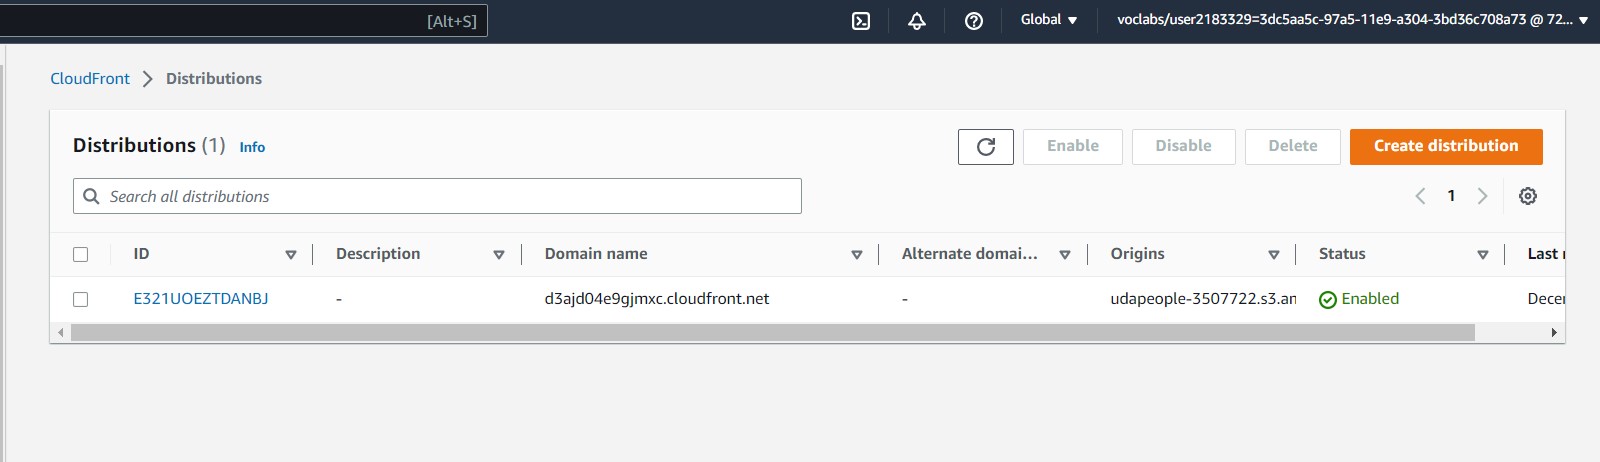 [Alt+S]
Global
voclabs/user2183329=3dc5aa5c-97a5-11e9-a304-3bd36c708a73 @ 72...
CloudFront > Distributions
Distributions (1) Info
Enable
Disable
Delete
Create distribution
Search all distributions
1
ID Description Domain name Alternate domai... Origins Status Last
E321UOEZTDANBJ - d3ajd04e9gjmxc.cloudfront.net - udapeople-3507722.s3.am Enabled Decem